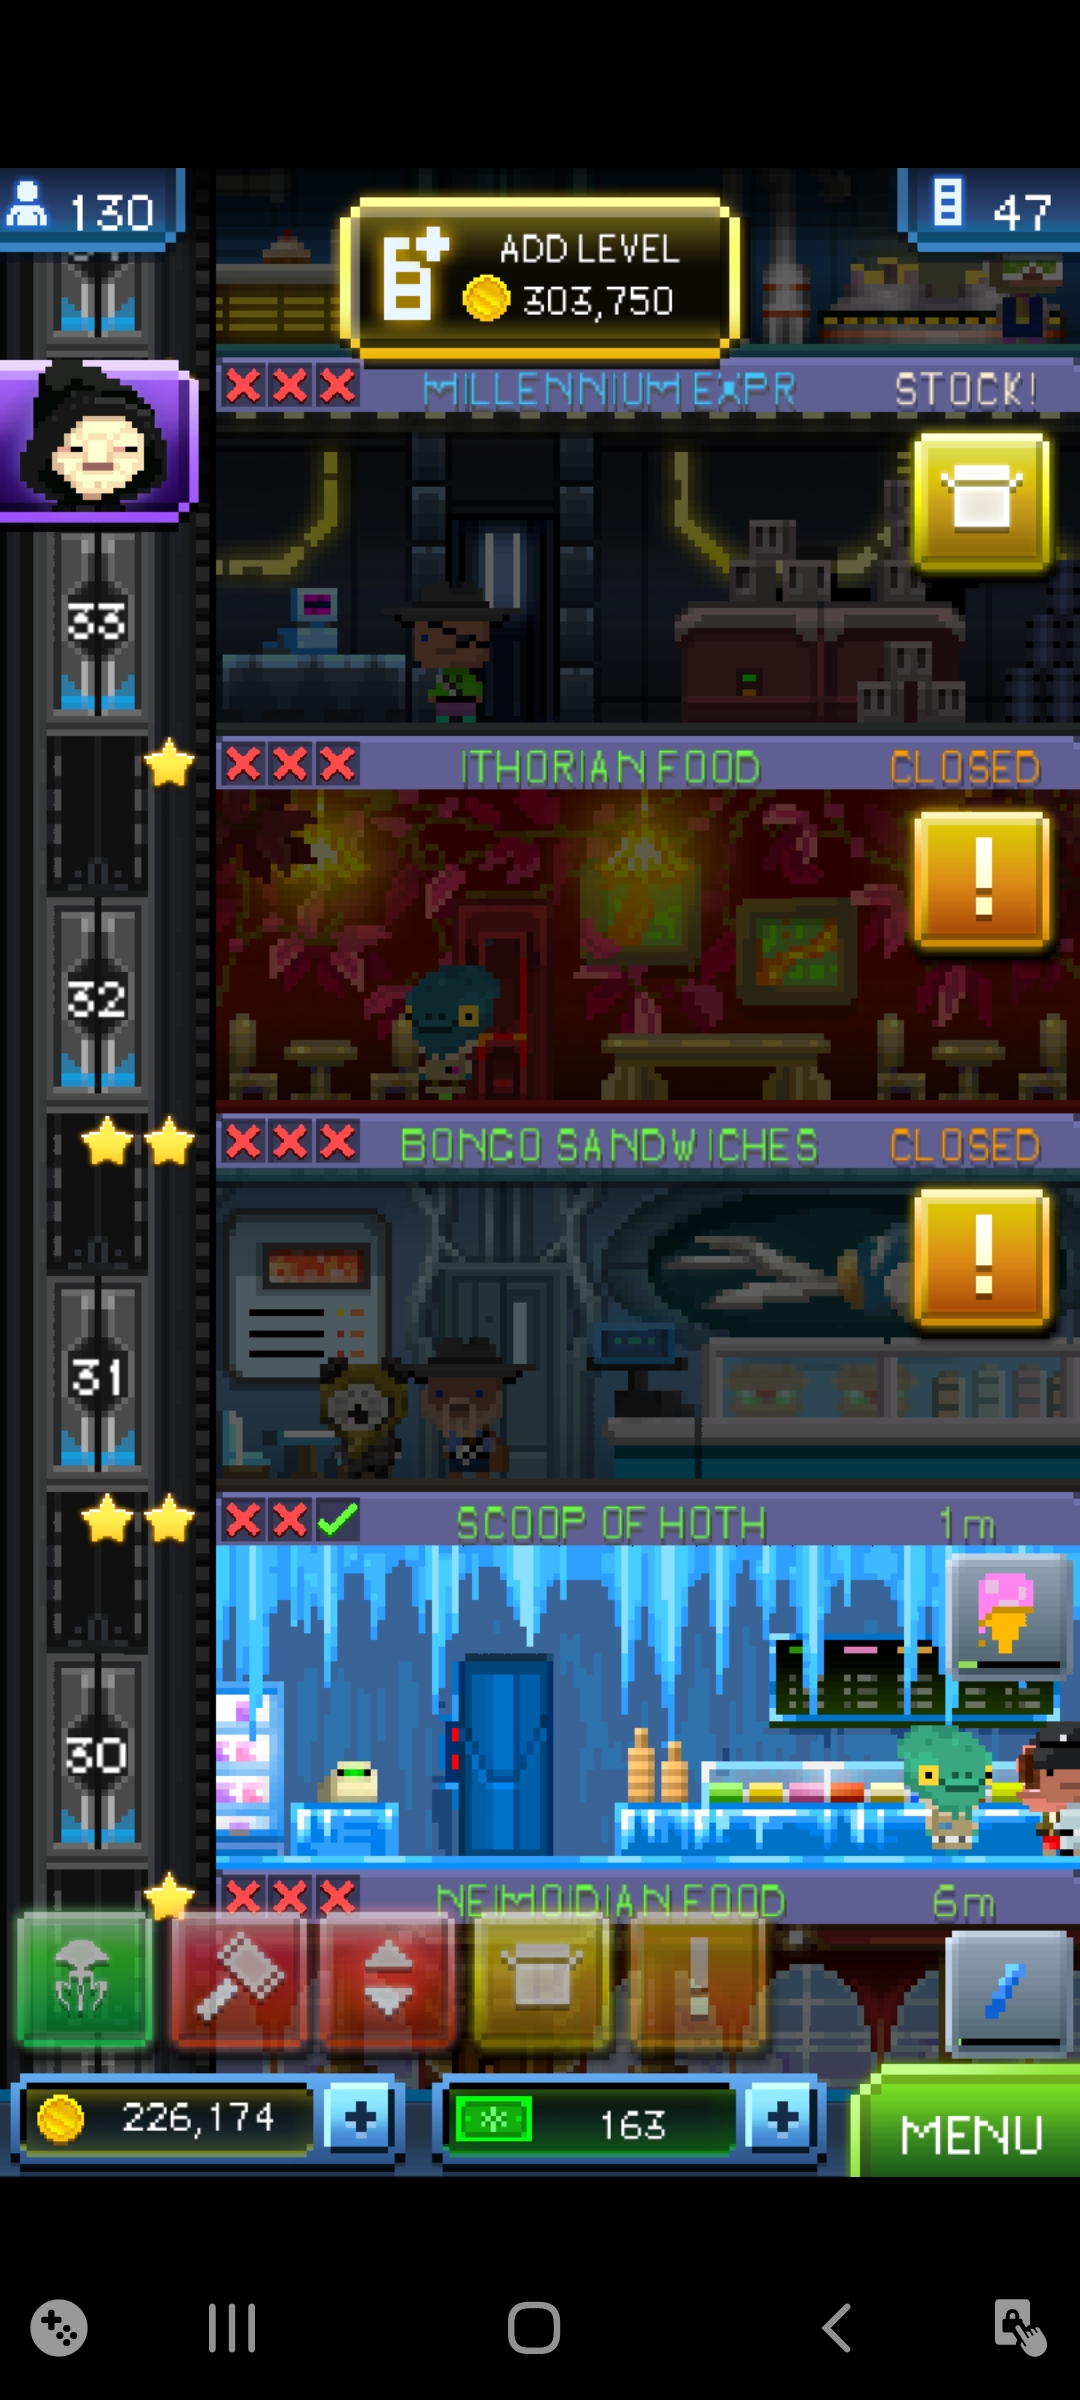 130
47
ADD LEVEL
303,750
MILLENNIUM EXPR STOCK!
33
ITHORIAN FOOD CLOSED
32
BONGO SANDWICHES CLOSED
31
SCOOP OF HOTH 1m
30
NEIMOIDIAN FOOD 6m
226,174
163
MENU